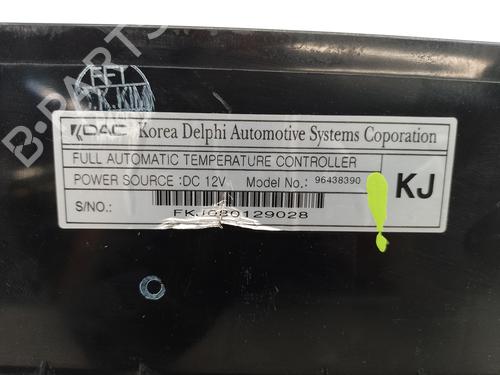 B-PARTS
KDAC Korea Delphi Automotive Systems Coporation
FULL AUTOMATIC TEMPERATURE CONTROLLER
POWER SOURCE :DC 12V Model No.: 96438390
KJ
S/NO.:
FKJ080129028